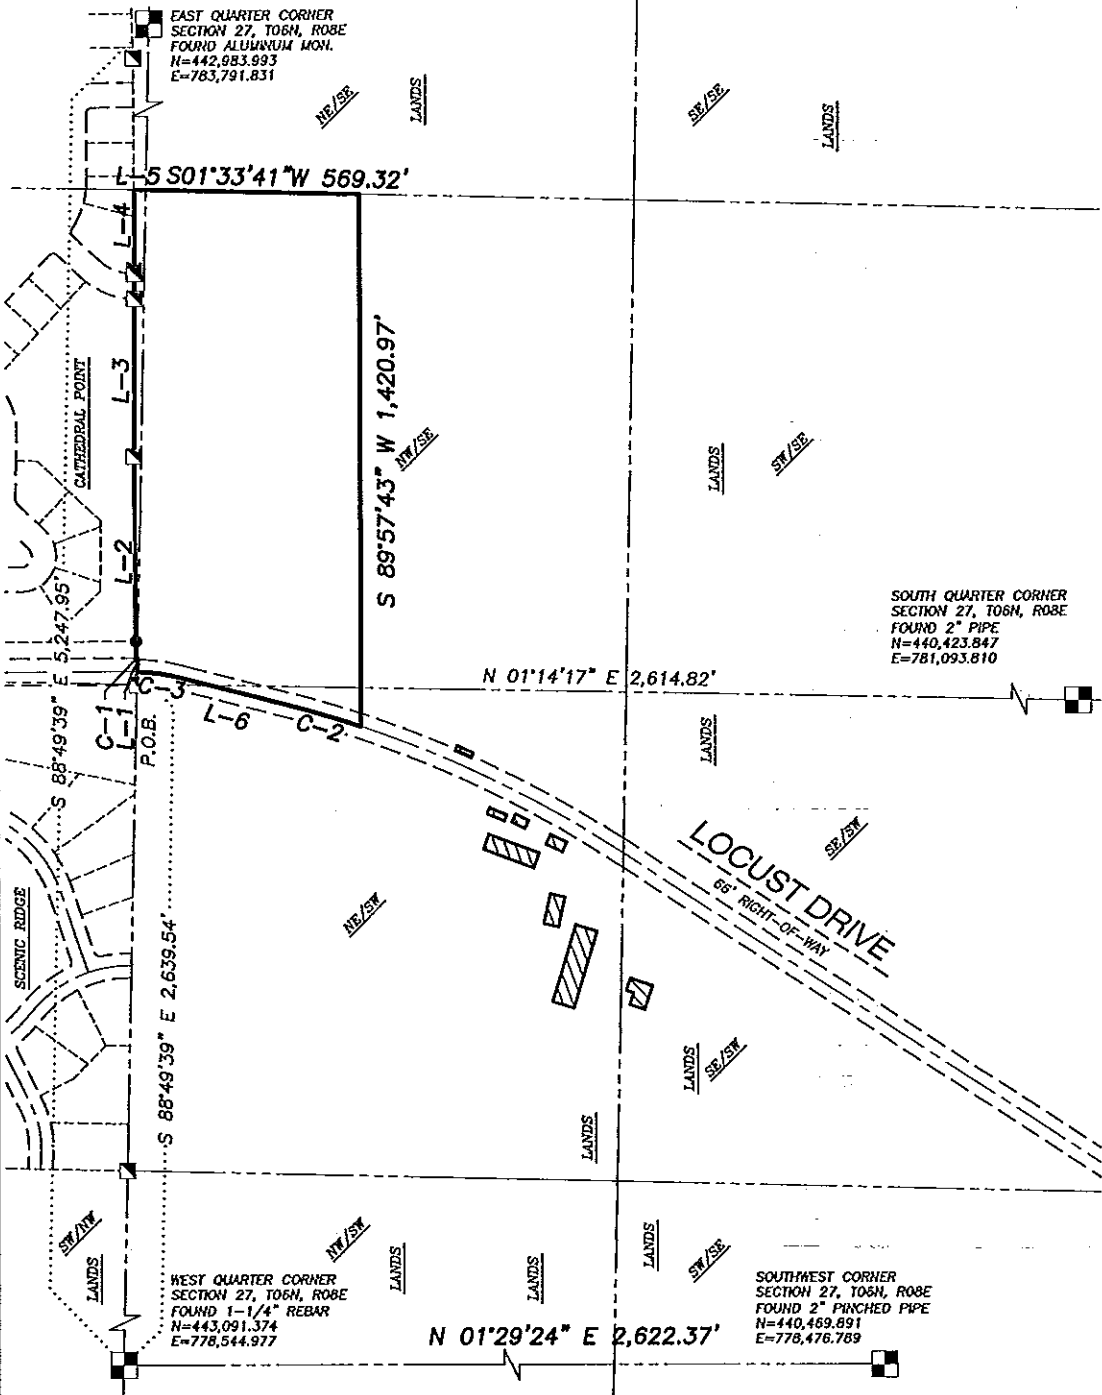 EAST QUARTER CORNER
SECTION 27, T06N, R08E
FOUND ALUMINUM MON.
N=442,983.993
E=783,791.831
NE/SE
LANDS
SE/SE
LANDS
L-5 S01°33'41"W 569.32'
L-4
L-3
CATHEDRAL POINT
L-2
S 89°57'43" W 1,420.97'
NW/SE
LANDS
SW/SE
SOUTH QUARTER CORNER
SECTION 27, T06N, R08E
FOUND 2" PIPE
N=440,423.847
E=781,093.810
S 88°49'39" E 5,247.95'
N 01°14'17" E 2,614.82'
C-1
L-1
C-3
L-6
C-2
P.O.B.
LANDS
LOCUST DRIVE
66' RIGHT-OF-WAY
SE/SW
SCENIC RIDGE
NE/SW
S 88°49'39" E 2,639.54'
LANDS
SE/SW
LANDS
SW/NW
LANDS
NW/SW
LANDS
LANDS
LANDS
SW/SE
WEST QUARTER CORNER
SECTION 27, T06N, R08E
FOUND 1-1/4" REBAR
N=443,091.374
E=778,544.977
N 01°29'24" E 2,622.37'
SOUTHWEST CORNER
SECTION 27, T06N, R08E
FOUND 2" PINCHED PIPE
N=440,469.891
E=778,476.789